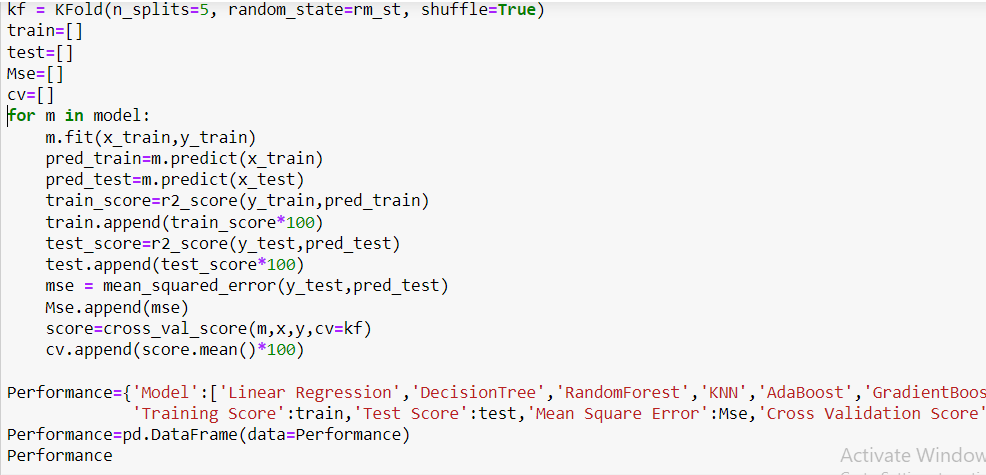 kf = KFold(n_splits=5, random_state=rm_st, shuffle=True)
train=[]
test=[]
Mse=[]
cv=[]
for m in model:
    m.fit(x_train,y_train)
    pred_train=m.predict(x_train)
    pred_test=m.predict(x_test)
    train_score=r2_score(y_train,pred_train)
    train.append(train_score*100)
    test_score=r2_score(y_test,pred_test)
    test.append(test_score*100)
    mse = mean_squared_error(y_test,pred_test)
    Mse.append(mse)
    score=cross_val_score(m,x,y,cv=kf)
    cv.append(score.mean()*100)
Performance={'Model':['Linear Regression','DecisionTree','RandomForest','KNN','AdaBoost','GradientBoos
'Training Score':train,'Test Score':test,'Mean Square Error':Mse,'Cross Validation Score'
Performance=pd.DataFrame(data=Performance)
Performance
Activate Window